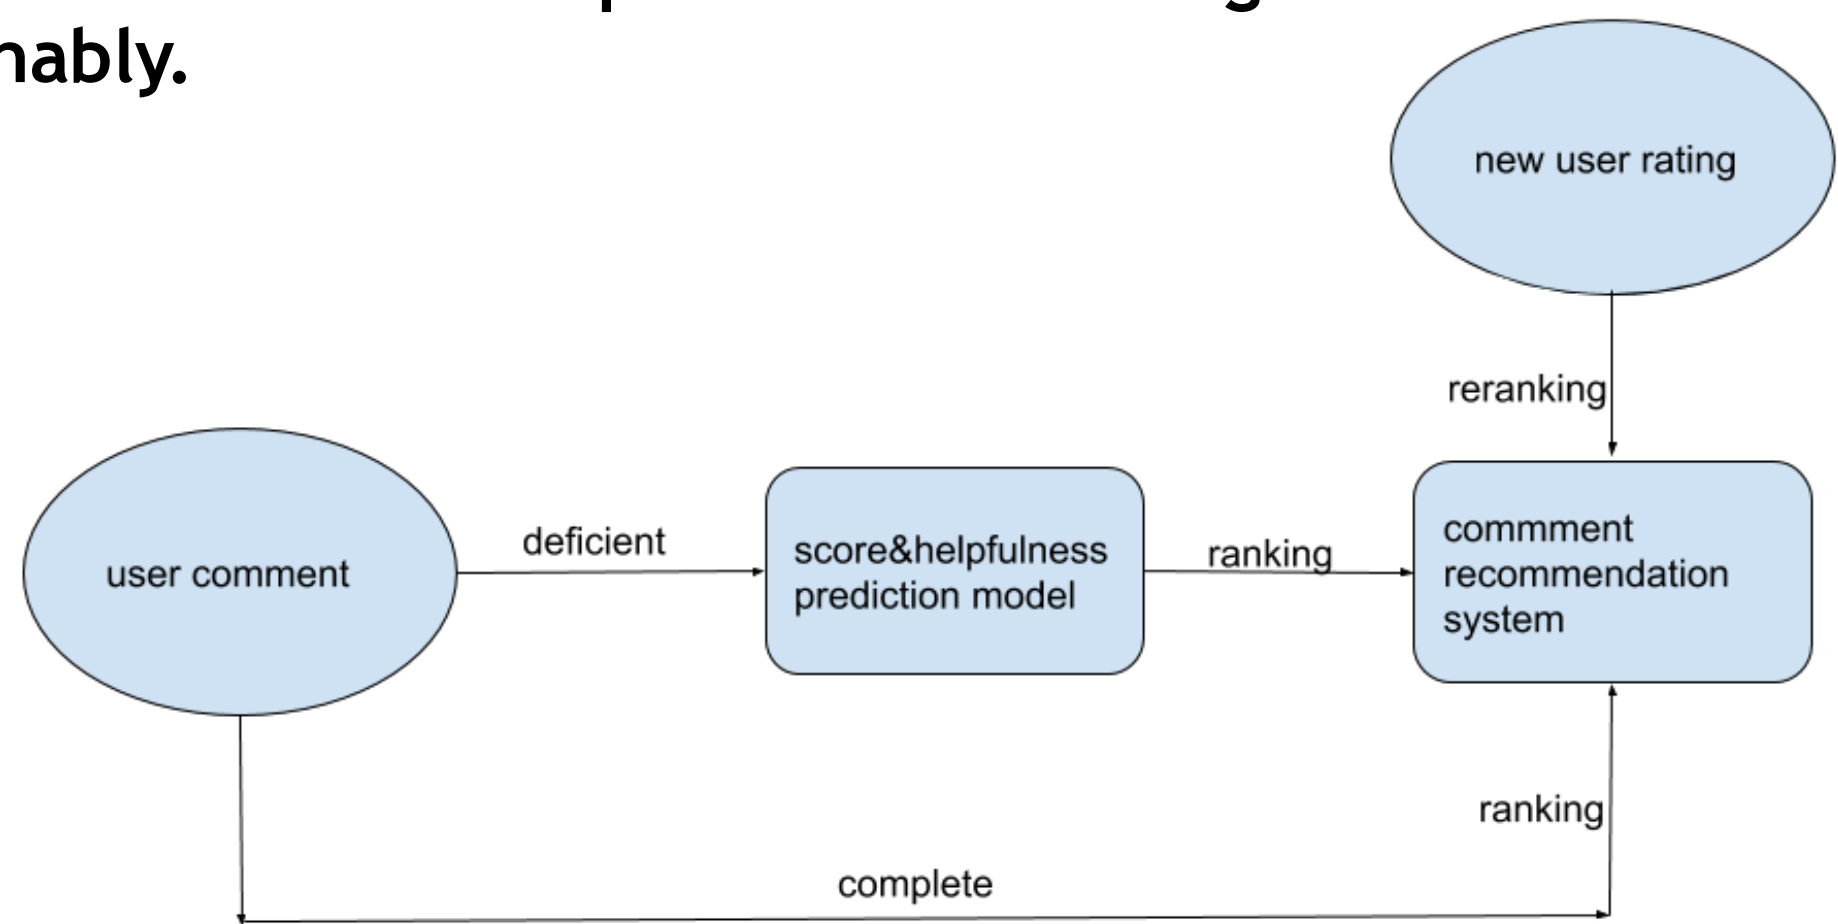 nably.
new user rating
reranking
user comment
deficient
score&helpfulness
prediction model
ranking
commment
recommendation
system
ranking
complete